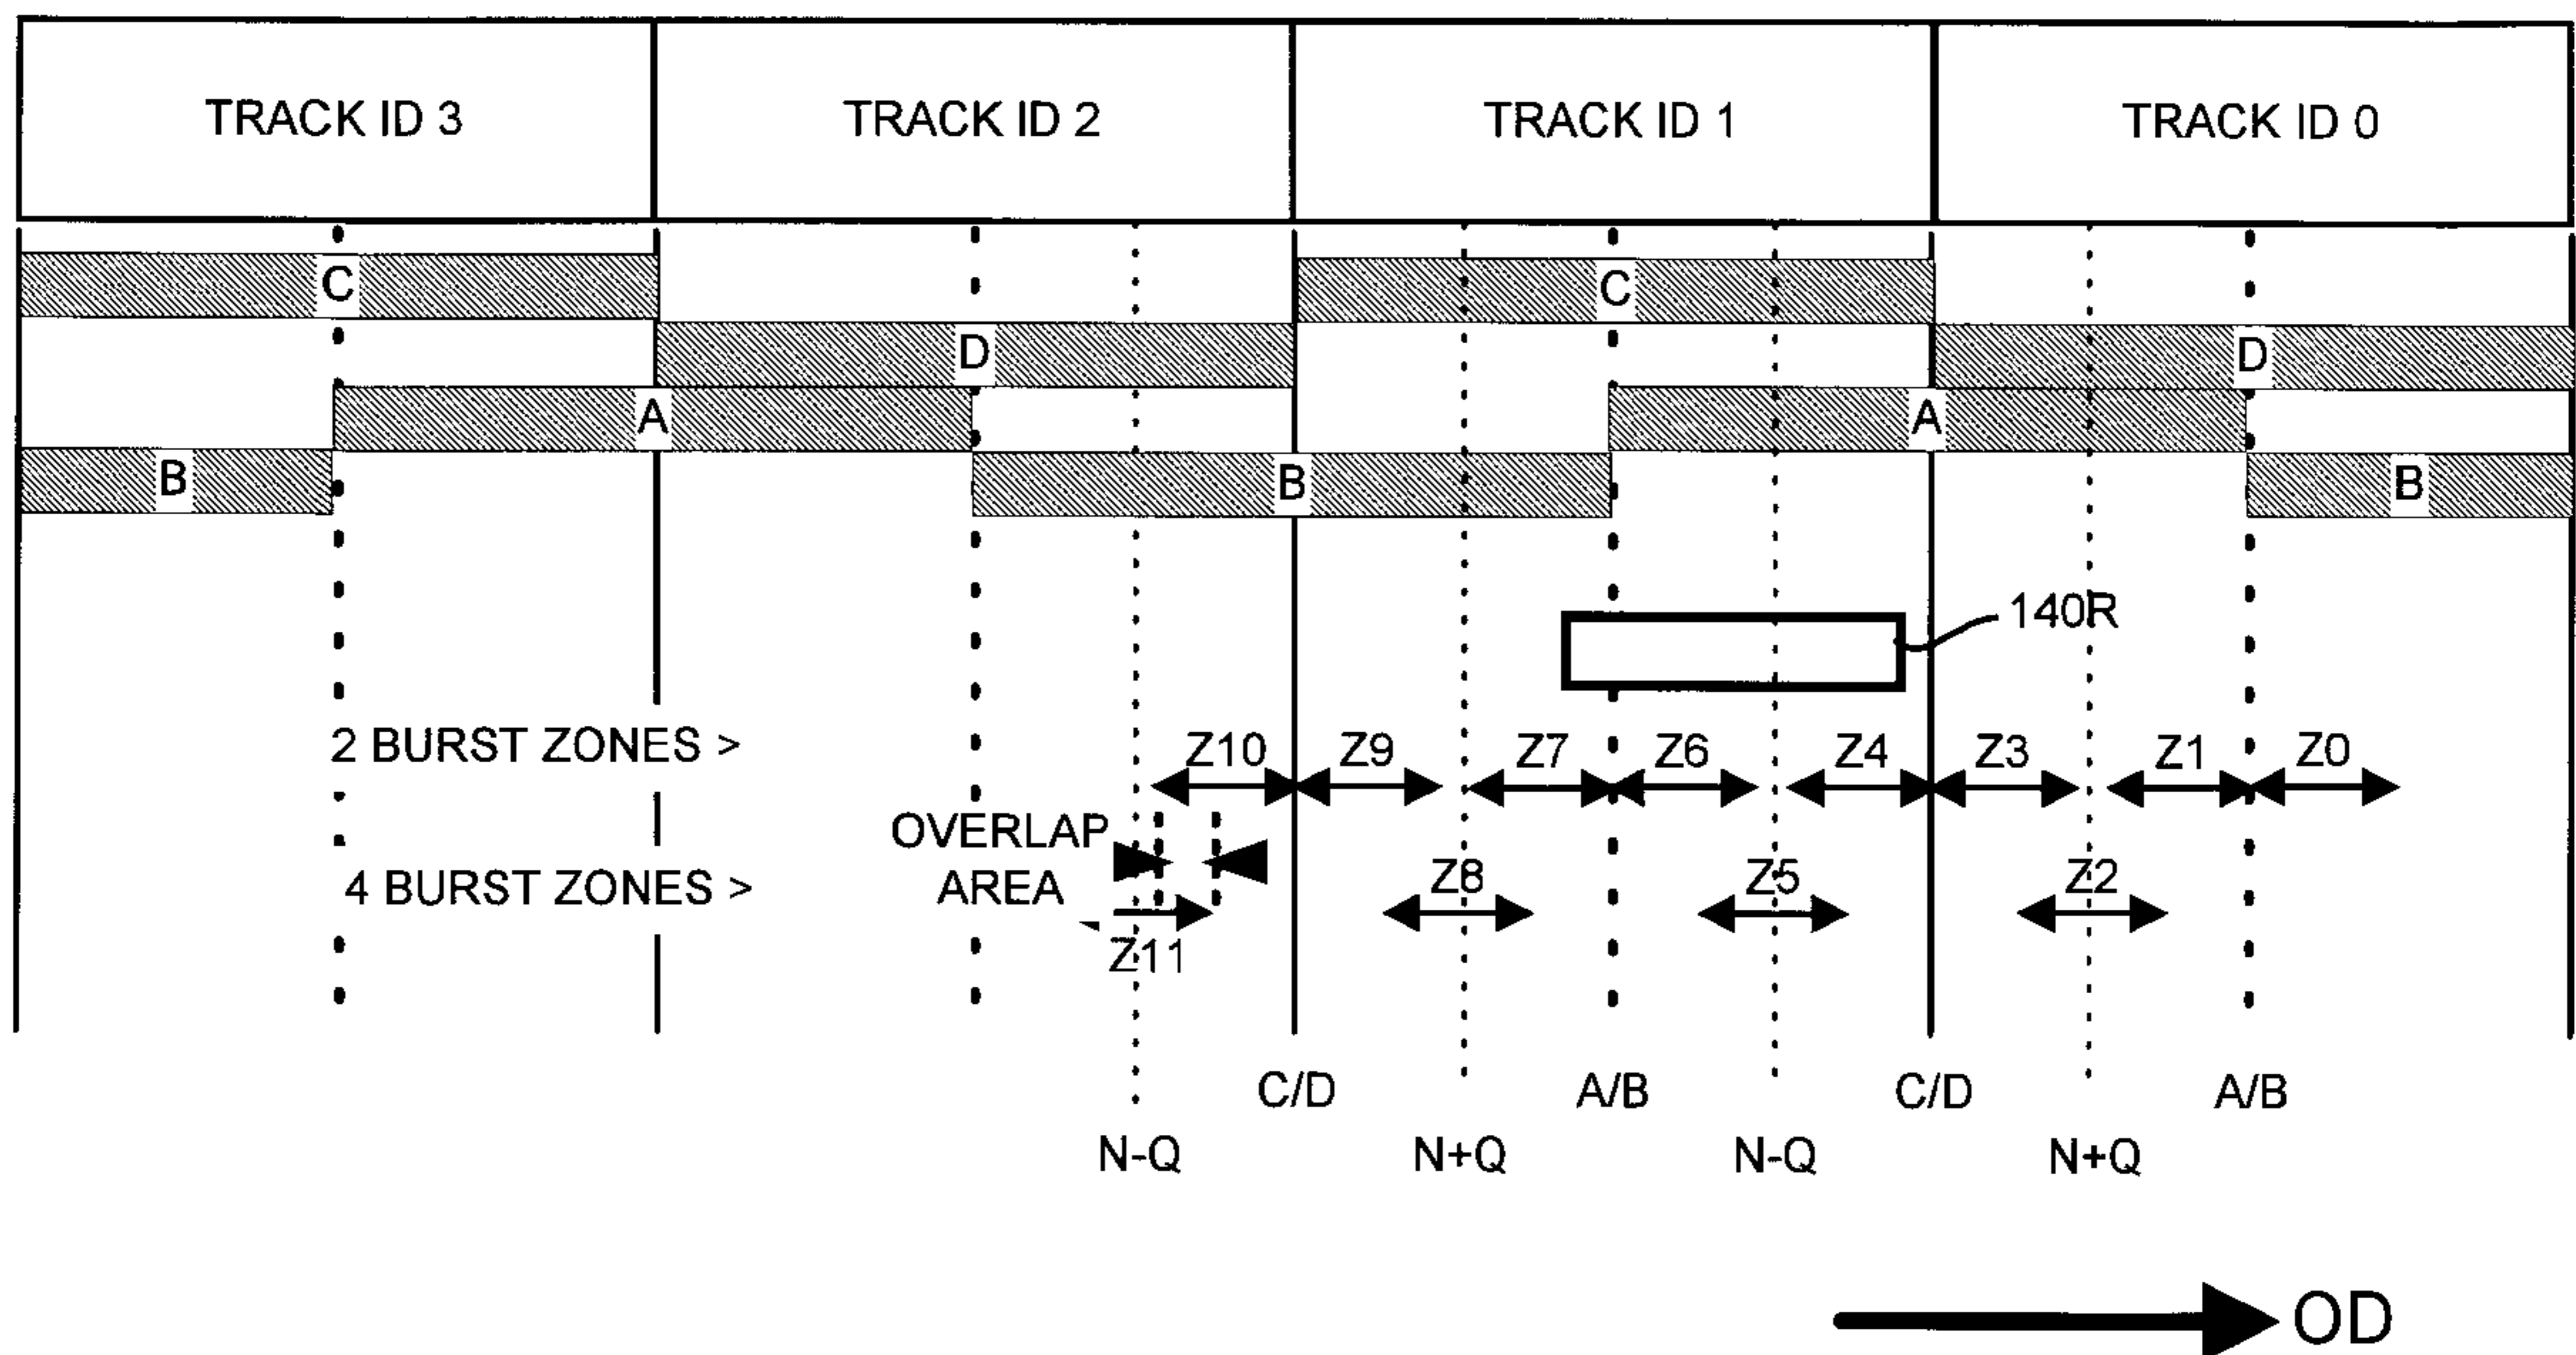 TRACK ID 3 TRACK ID 2 TRACK ID 1 TRACK ID 0
C C
D D
A A
B B B
140R
2 BURST ZONES > Z10 Z9 Z7 Z6 Z4 Z3 Z1 Z0
OVERLAP
AREA
4 BURST ZONES > Z8 Z5 Z2
Z11
C/D A/B C/D A/B
N-Q N+Q N-Q N+Q
OD